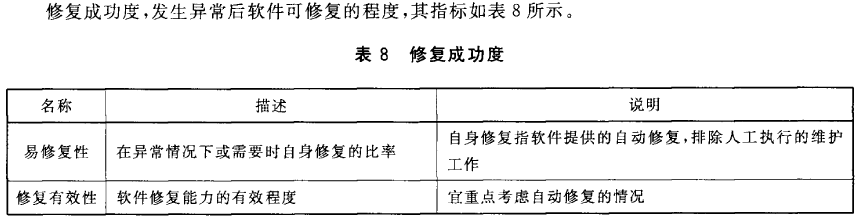 修复成功度,发生异常后软件可修复的程度,其指标如表8所示。
表 8 修复成功度
名称 描述 说明
易修复性 在异常情况下或需要时自身修复的比率 自身修复指软件提供的自动修复,排除人工执行的维护
工作
修复有效性 软件修复能力的有效程度 宜重点考虑自动修复的情况